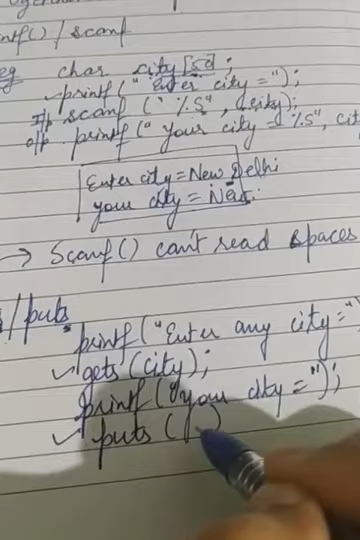 ntf() / scanf
eg char city[50];
printf("Enter city =");
I/p scanf("%s", &city);
o/p printf("your city = %s", cit
Enter city = New Delhi
your city = New
→ Scanf() can't read spaces
s/puts
printf("Enter any city ="
gets(city);
printf("your city =");
puts (